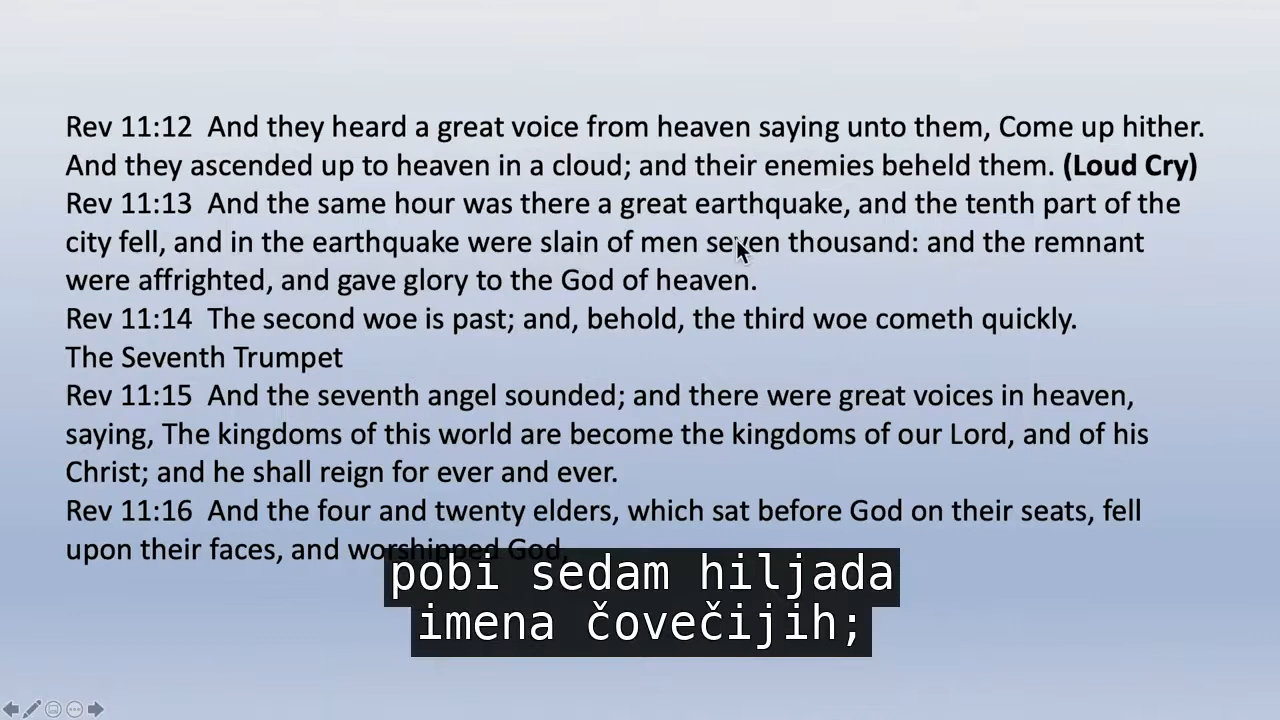 Rev 11:12  And they heard a great voice from heaven saying unto them, Come up hither.
And they ascended up to heaven in a cloud; and their enemies beheld them. (Loud Cry)
Rev 11:13  And the same hour was there a great earthquake, and the tenth part of the
city fell, and in the earthquake were slain of men seven thousand: and the remnant
were affrighted, and gave glory to the God of heaven.
Rev 11:14  The second woe is past; and, behold, the third woe cometh quickly.
The Seventh Trumpet
Rev 11:15  And the seventh angel sounded; and there were great voices in heaven,
saying, The kingdoms of this world are become the kingdoms of our Lord, and of his
Christ; and he shall reign for ever and ever.
Rev 11:16  And the four and twenty elders, which sat before God on their seats, fell
upon their faces, and worshipped God.
pobi sedam hiljada
imena čovečijih;